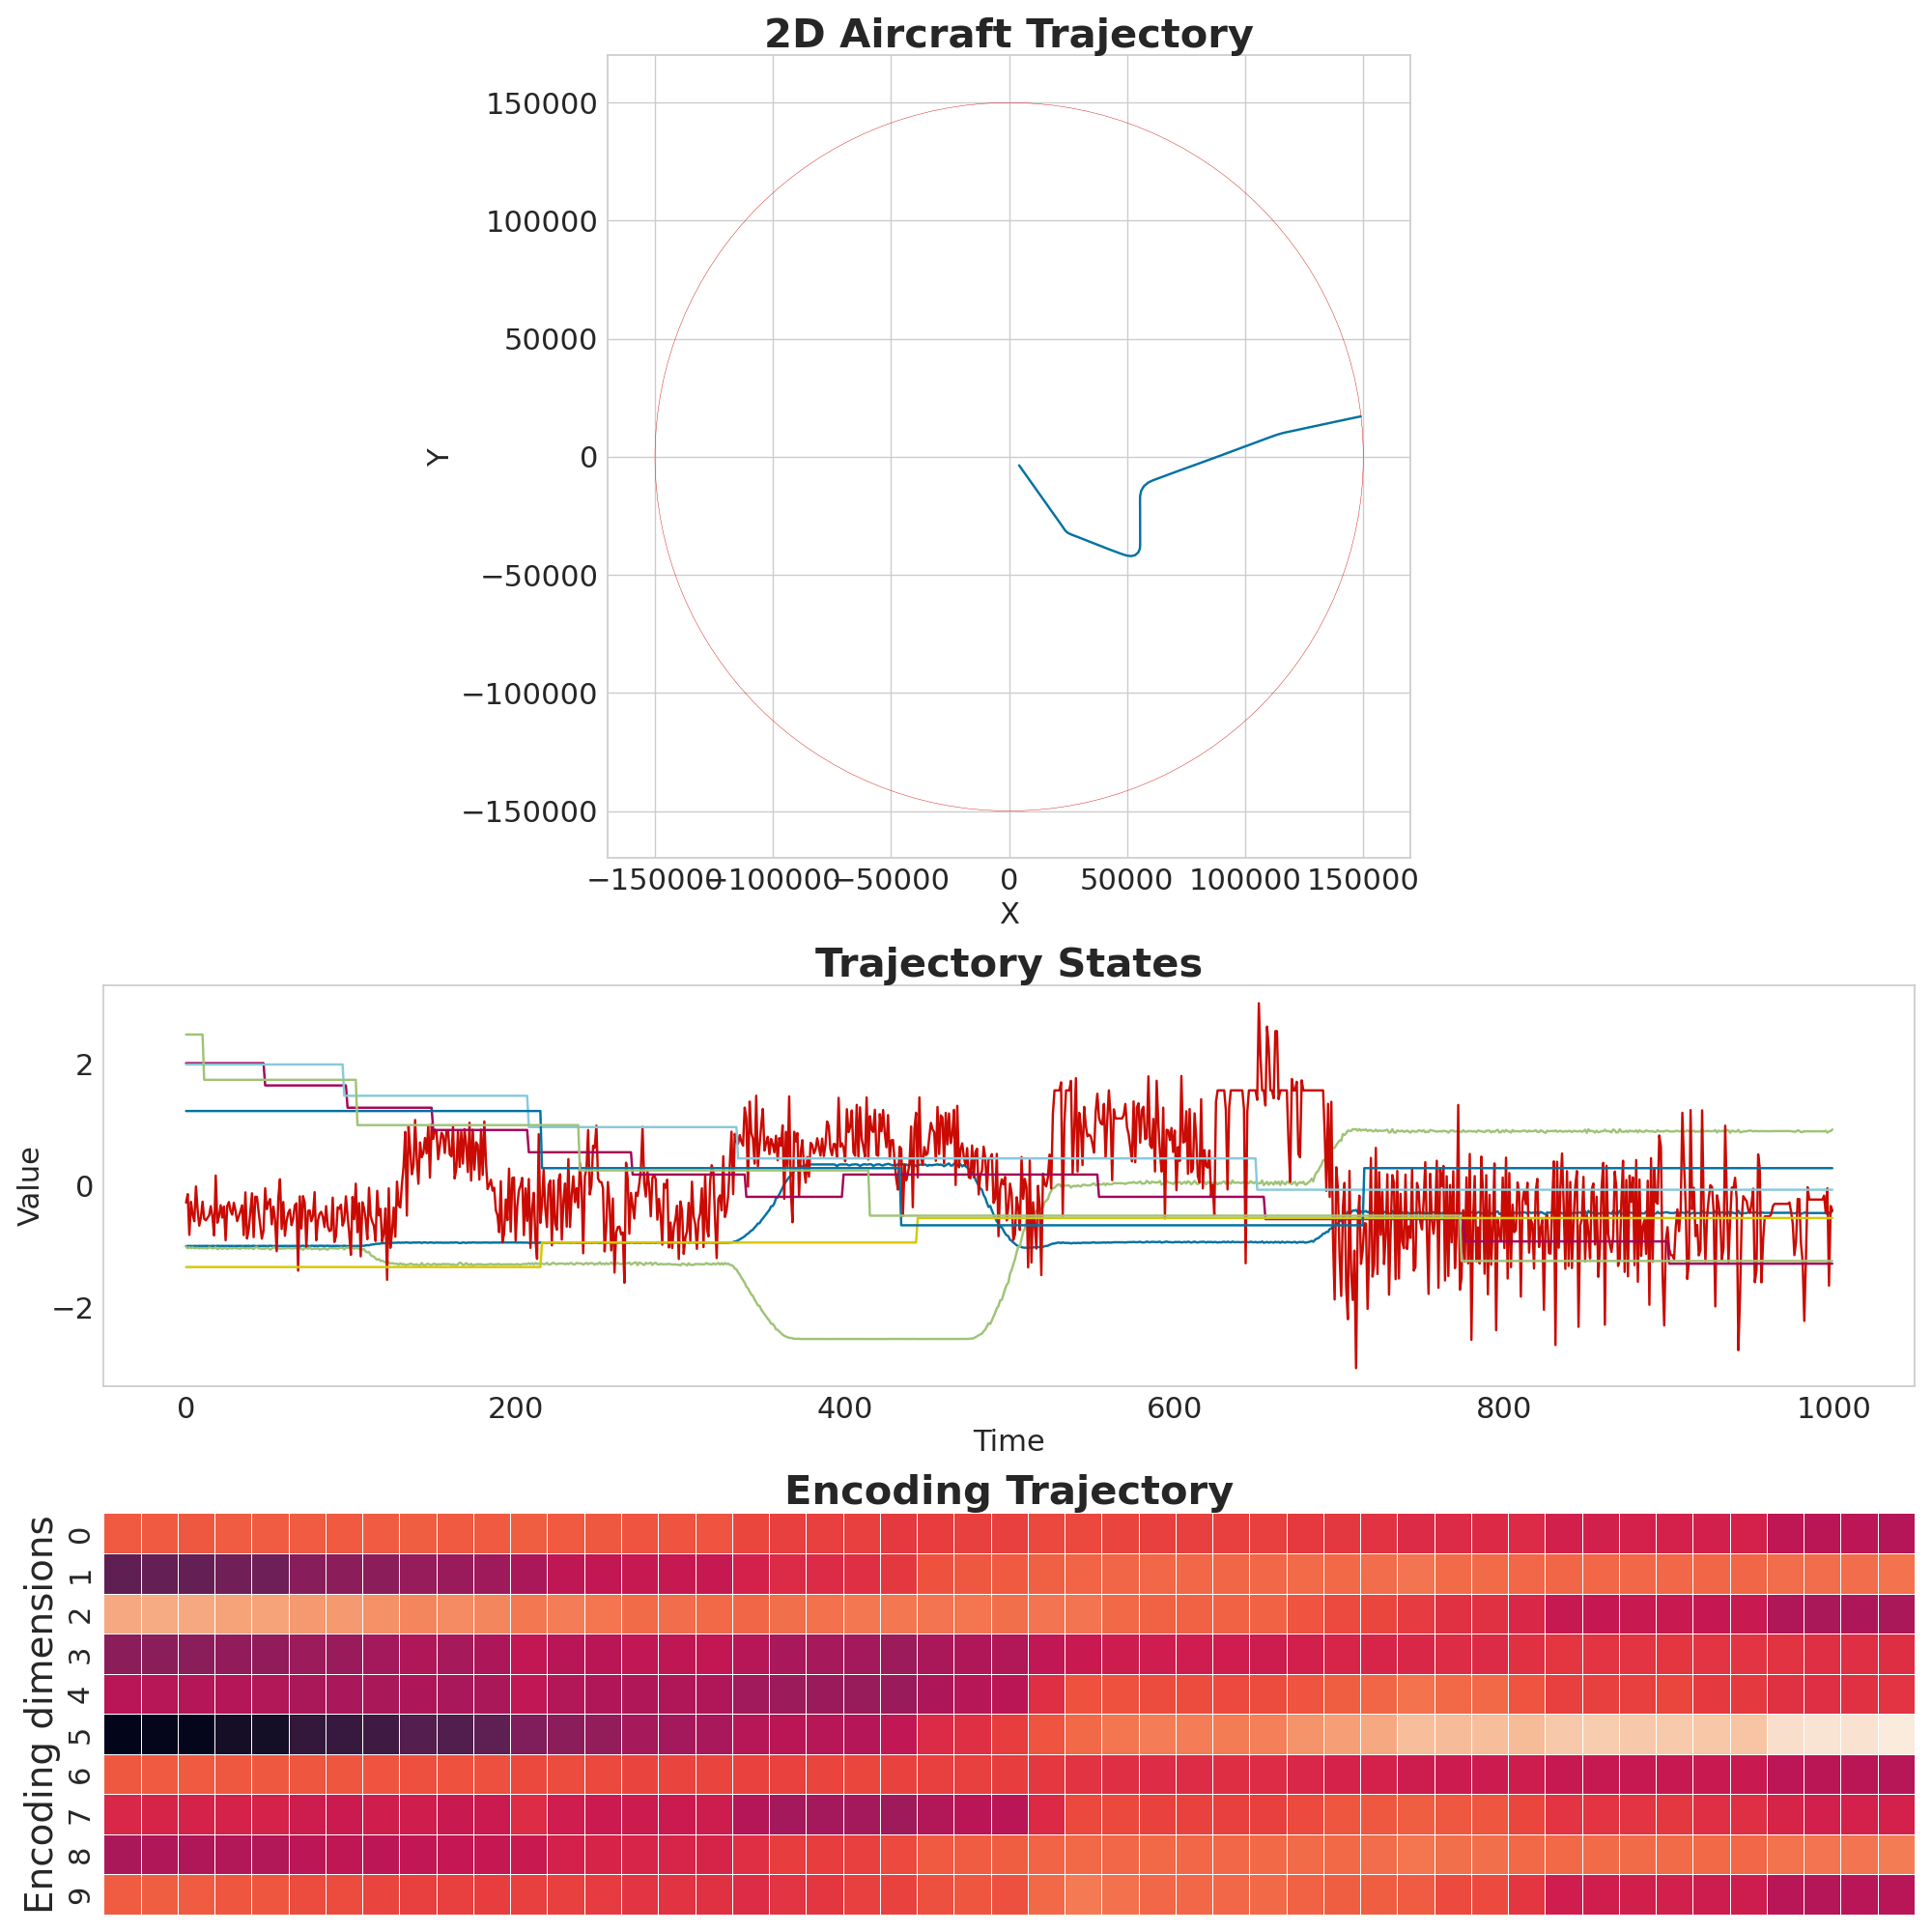 2D Aircraft Trajectory
150000
100000
50000
0
−50000
−100000
−150000
Y
−150000 −100000 −50000 0 50000 100000 150000
X
Trajectory States
2
0
−2
Value
0 200 400 600 800 1000
Time
Encoding Trajectory
Encoding dimensions
0
1
2
3
4
5
6
7
8
9